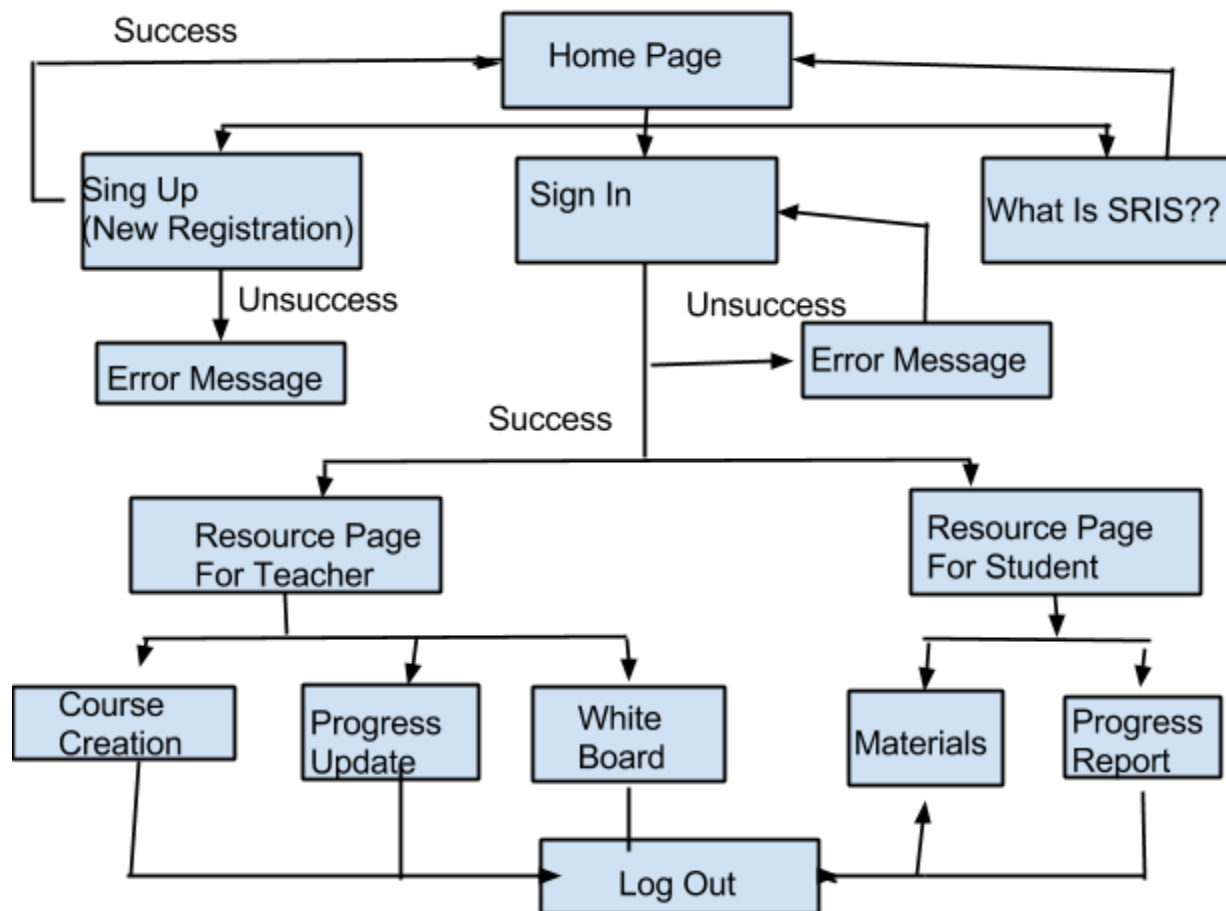 Success
Home Page
Sing Up
(New Registration)
Sign In
What Is SRIS??
Unsuccess
Error Message
Unsuccess
Error Message
Success
Resource Page
For Teacher
Resource Page
For Student
Course
Creation
Progress
Update
White
Board
Materials
Progress
Report
Log Out